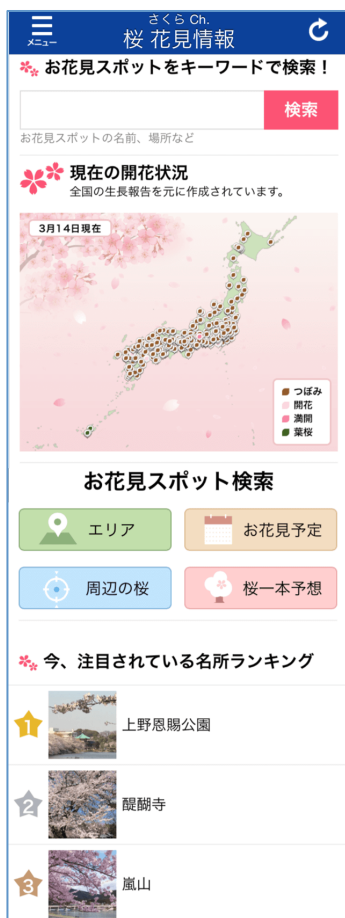 さくら Ch.
メニュー
桜 花見情報
お花見スポットをキーワードで検索！
検索
お花見スポットの名前、場所など
現在の開花状況
全国の生長報告を元に作成されています。
3月14日現在
つぼみ
開花
満開
葉桜
お花見スポット検索
エリア
お花見予定
周辺の桜
桜一本予想
今、注目されている名所ランキング
1
上野恩賜公園
2
醍醐寺
3
嵐山